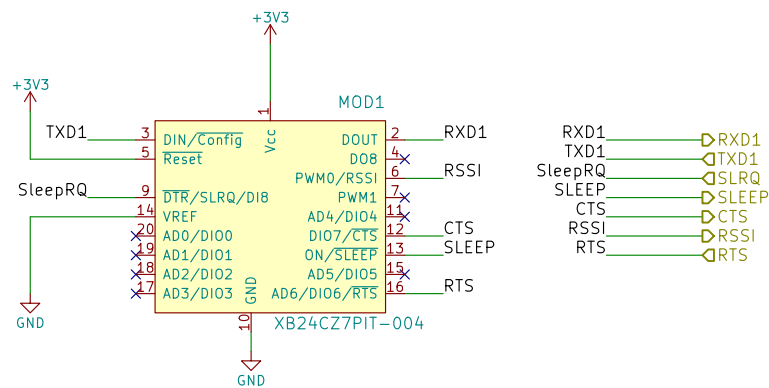 +3V3
+3V3
MOD1
1
Vcc
TXD1 3 DIN/Config DOUT 2 RXD1
5 Reset DO8 4
PWM0/RSSI 6 RSSI
SleepRQ 9 DTR/SLRQ/DI8 PWM1 7
14 VREF AD4/DIO4 11
20 AD0/DIO0 DIO7/CTS 12 CTS
19 AD1/DIO1 ON/SLEEP 13 SLEEP
18 AD2/DIO2 AD5/DIO5 15
17 AD3/DIO3 AD6/DIO6/RTS 16 RTS
GND
10
XB24CZ7PIT-004
GND
GND
RXD1 RXD1
TXD1 TXD1
SleepRQ SLRQ
SLEEP SLEEP
CTS CTS
RSSI RSSI
RTS RTS